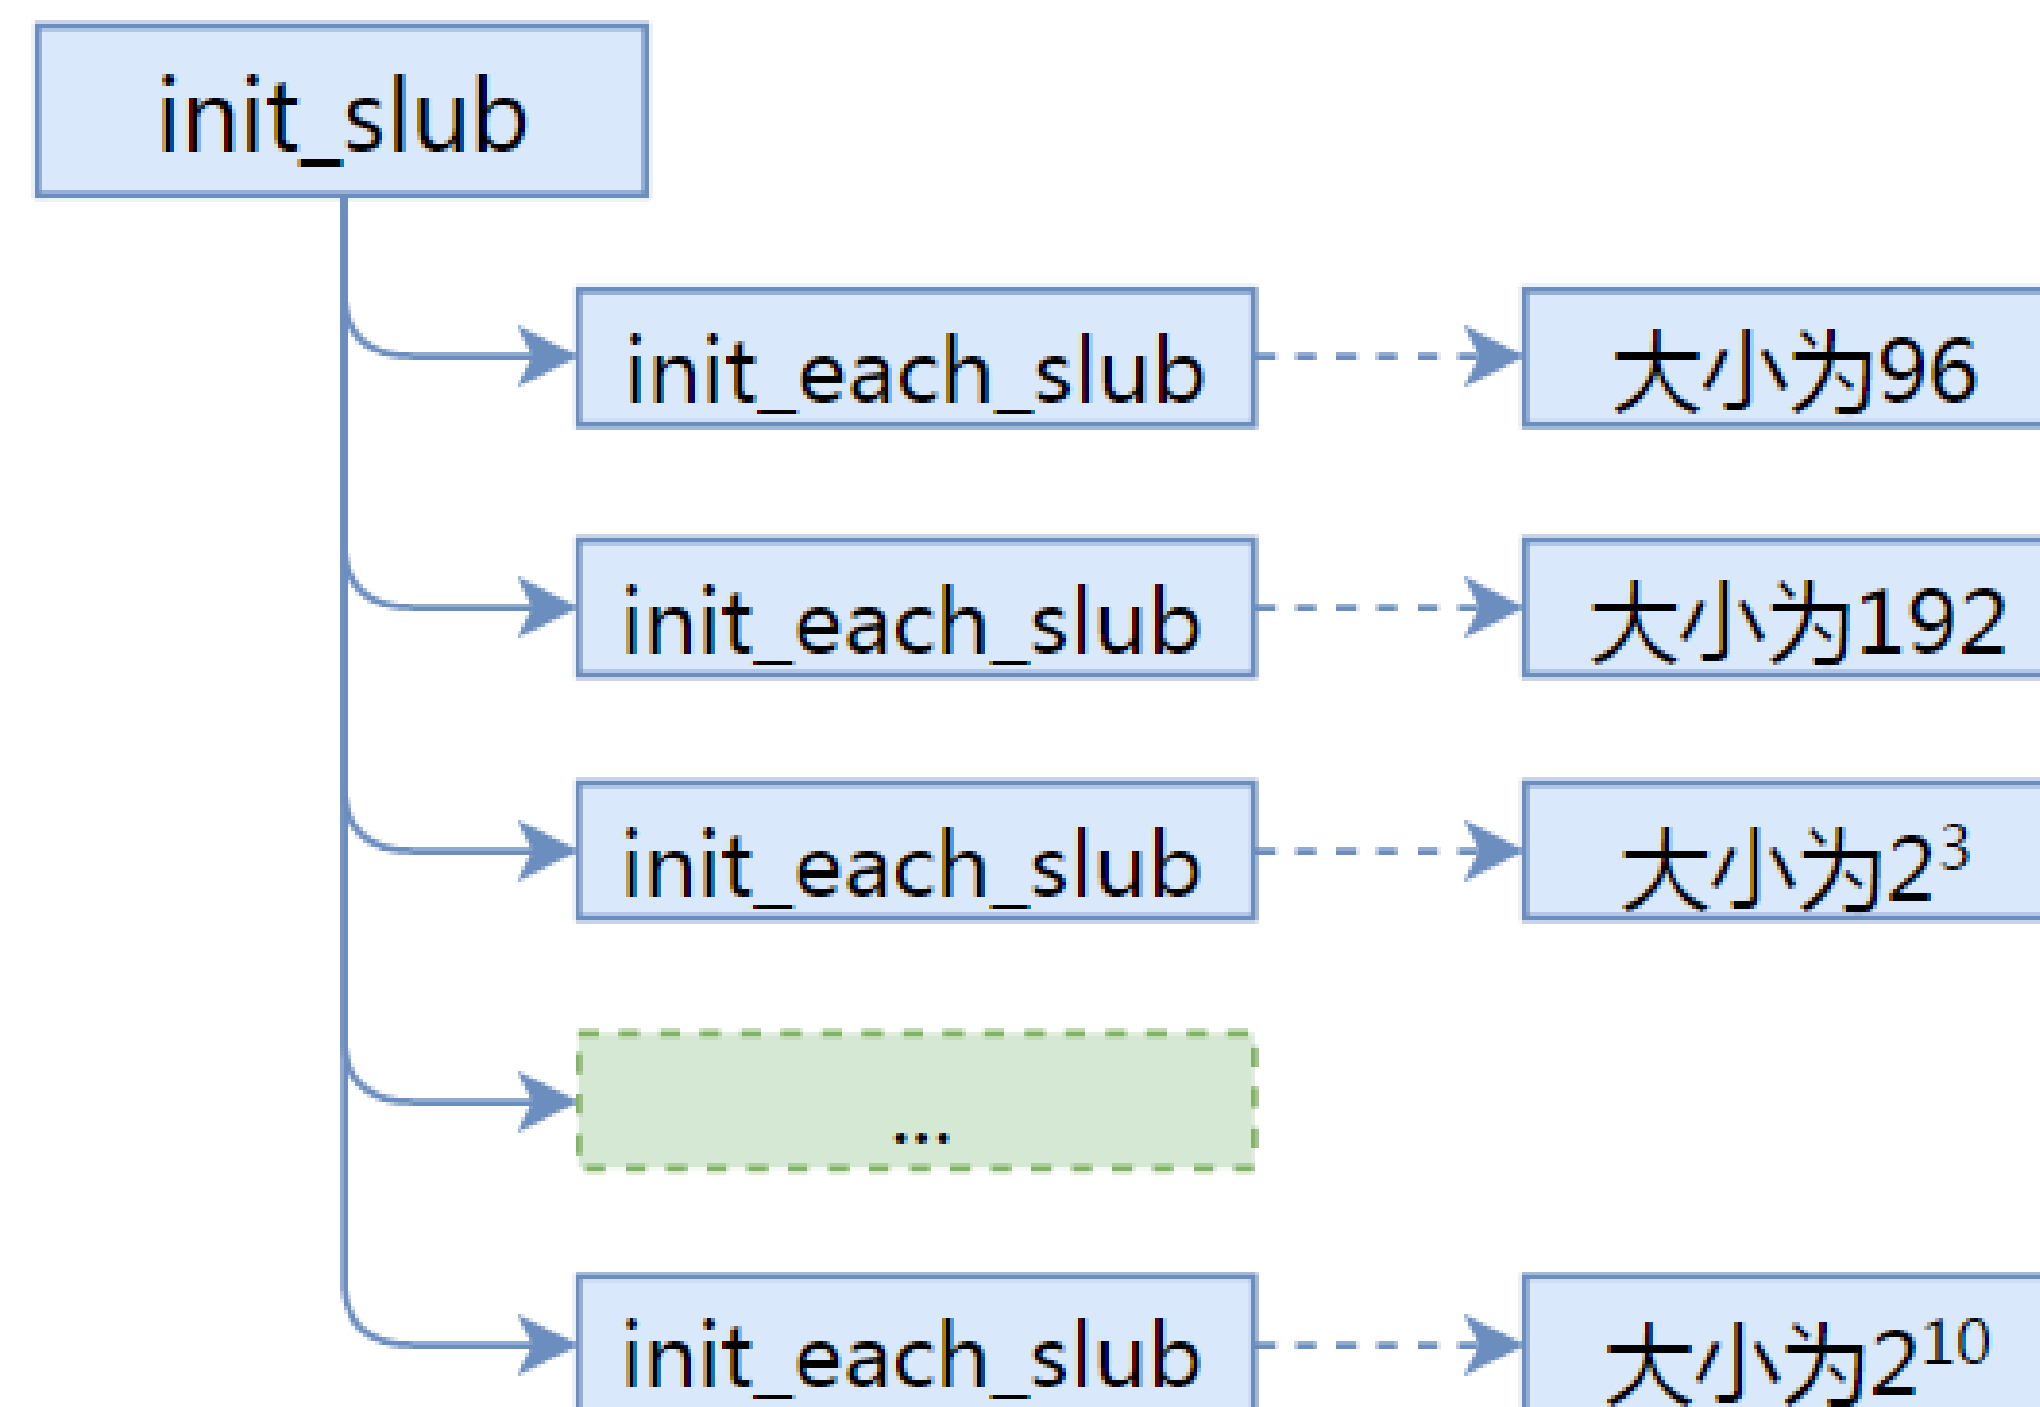 init_slub
init_each_slub
大小为96
init_each_slub
大小为192
init_each_slub
大小为2³
...
init_each_slub
大小为2¹⁰